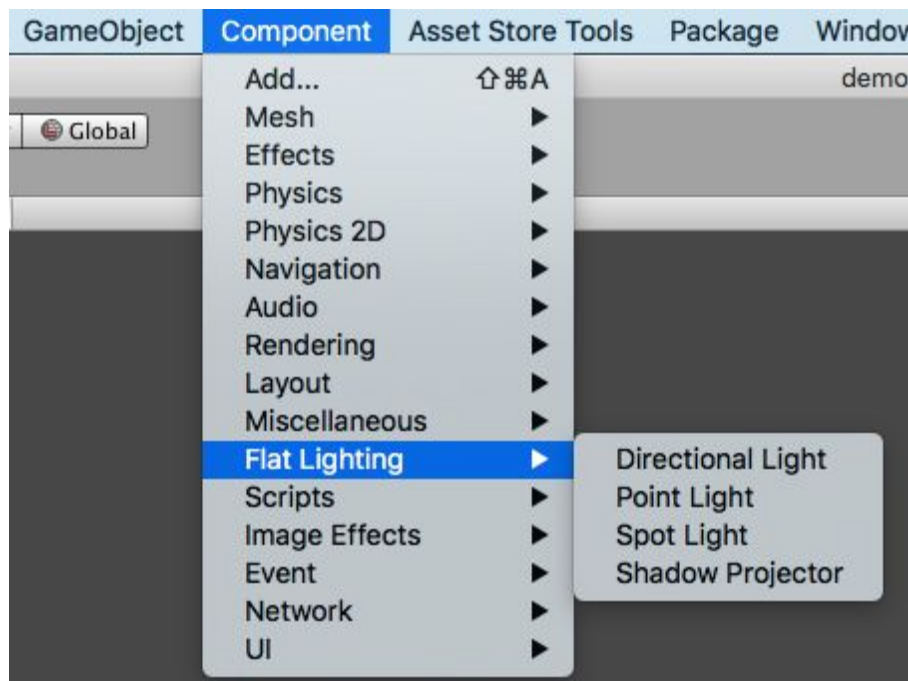 GameObject Component Asset Store Tools Package Window
demo
Global
Add... ⇧⌘A
Mesh
Effects
Physics
Physics 2D
Navigation
Audio
Rendering
Layout
Miscellaneous
Flat Lighting
Directional Light
Scripts
Point Light
Image Effects
Spot Light
Event
Shadow Projector
Network
UI